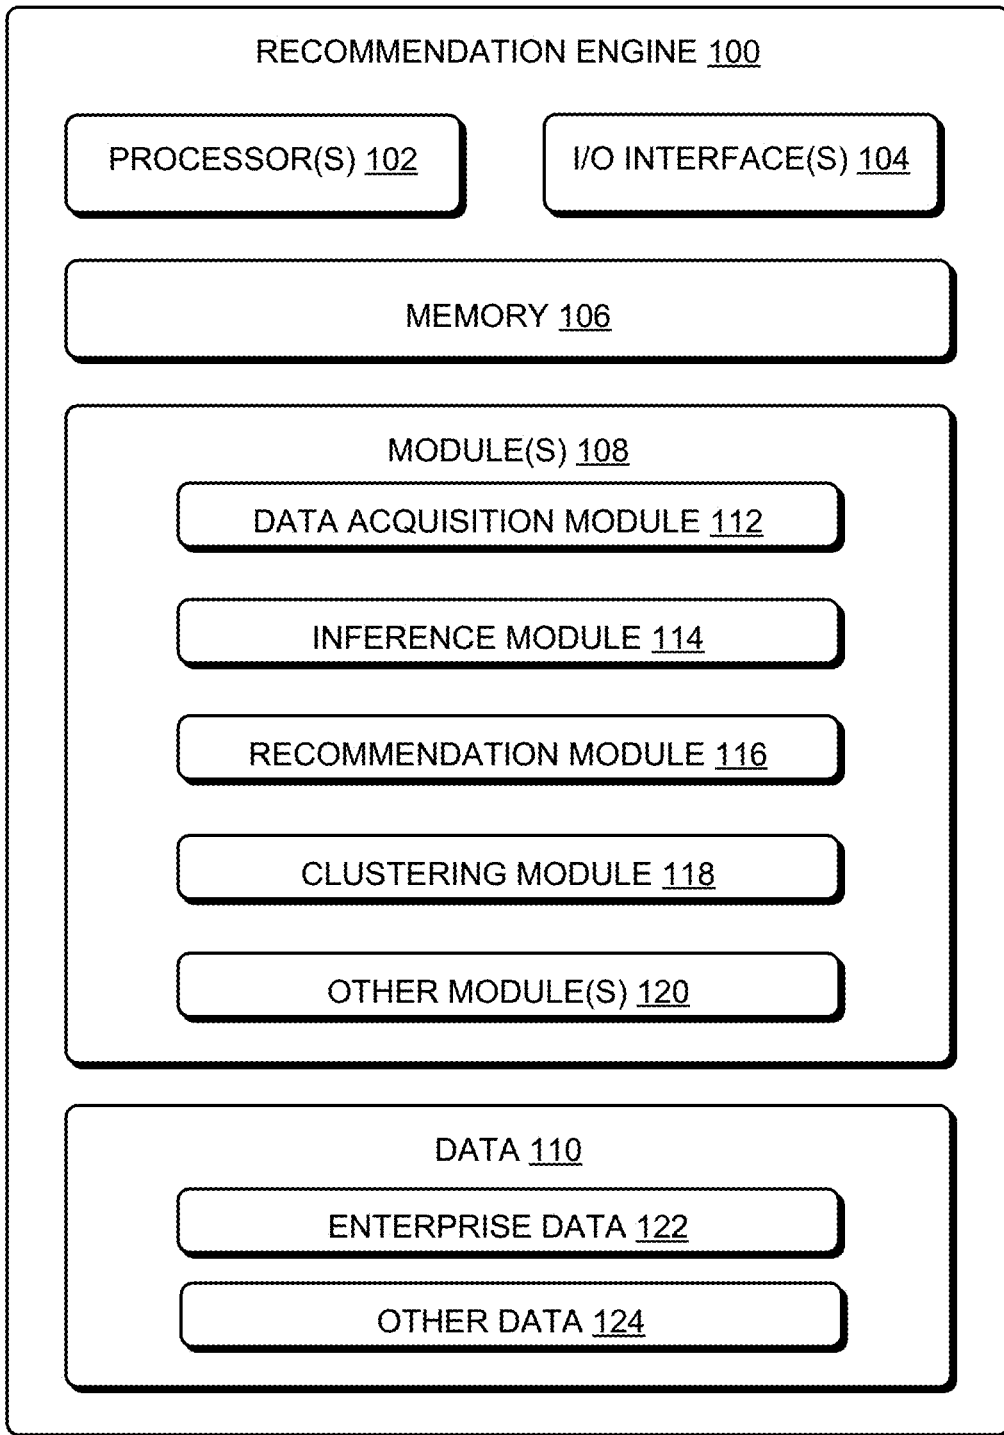 RECOMMENDATION ENGINE 100
PROCESSOR(S) 102
I/O INTERFACE(S) 104
MEMORY 106
MODULE(S) 108
DATA ACQUISITION MODULE 112
INFERENCE MODULE 114
RECOMMENDATION MODULE 116
CLUSTERING MODULE 118
OTHER MODULE(S) 120
DATA 110
ENTERPRISE DATA 122
OTHER DATA 124